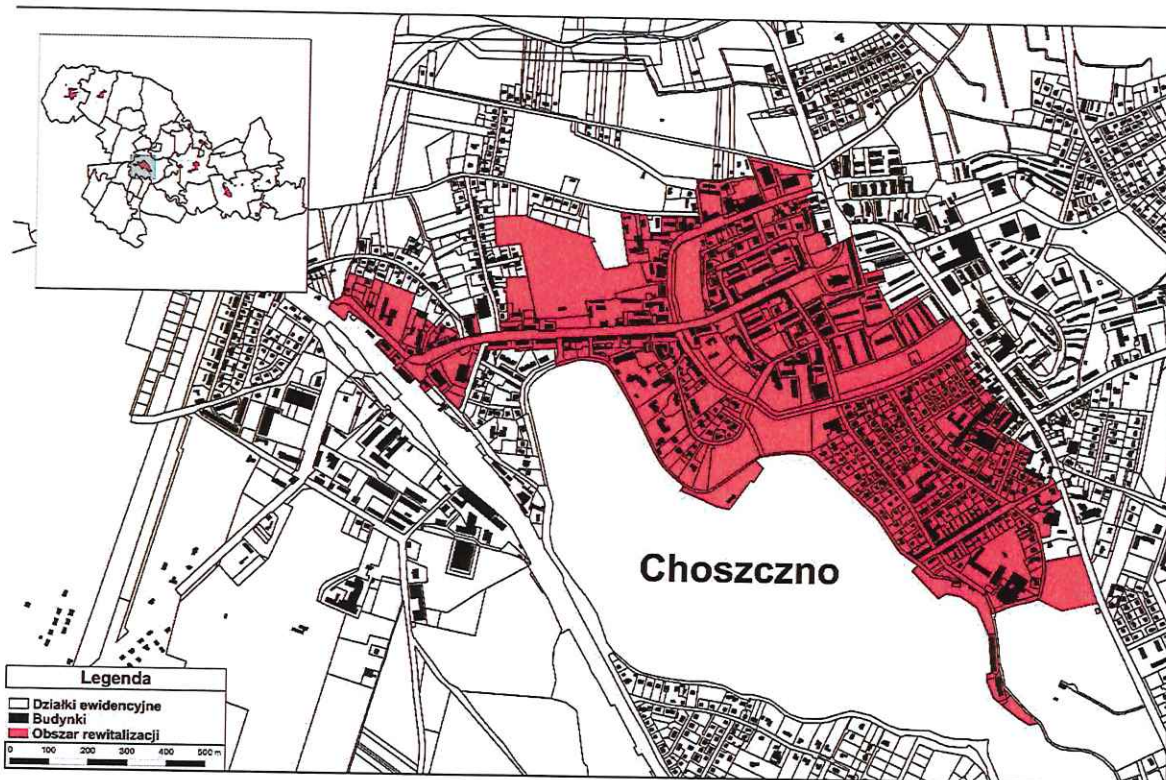 Choszczno
Legenda
Działki ewidencyjne
Budynki
Obszar rewitalizacji
0 100 200 300 400 500 m